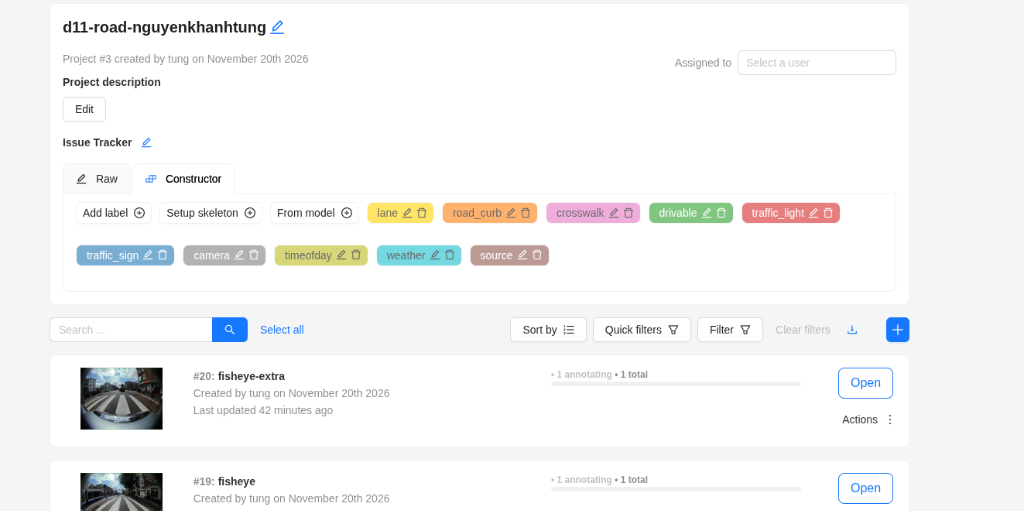 d11-road-nguyenkhanhtung
Project #3 created by tung on November 20th 2026
Assigned to Select a user
Project description
Edit
Issue Tracker
Raw Constructor
Add label Setup skeleton From model lane road_curb crosswalk drivable traffic_light
traffic_sign camera timeofday weather source
Search ... Select all Sort by Quick filters Filter Clear filters
#20: fisheye-extra • 1 annotating • 1 total Open
Created by tung on November 20th 2026
Last updated 42 minutes ago
Actions
#19: fisheye • 1 annotating • 1 total Open
Created by tung on November 20th 2026